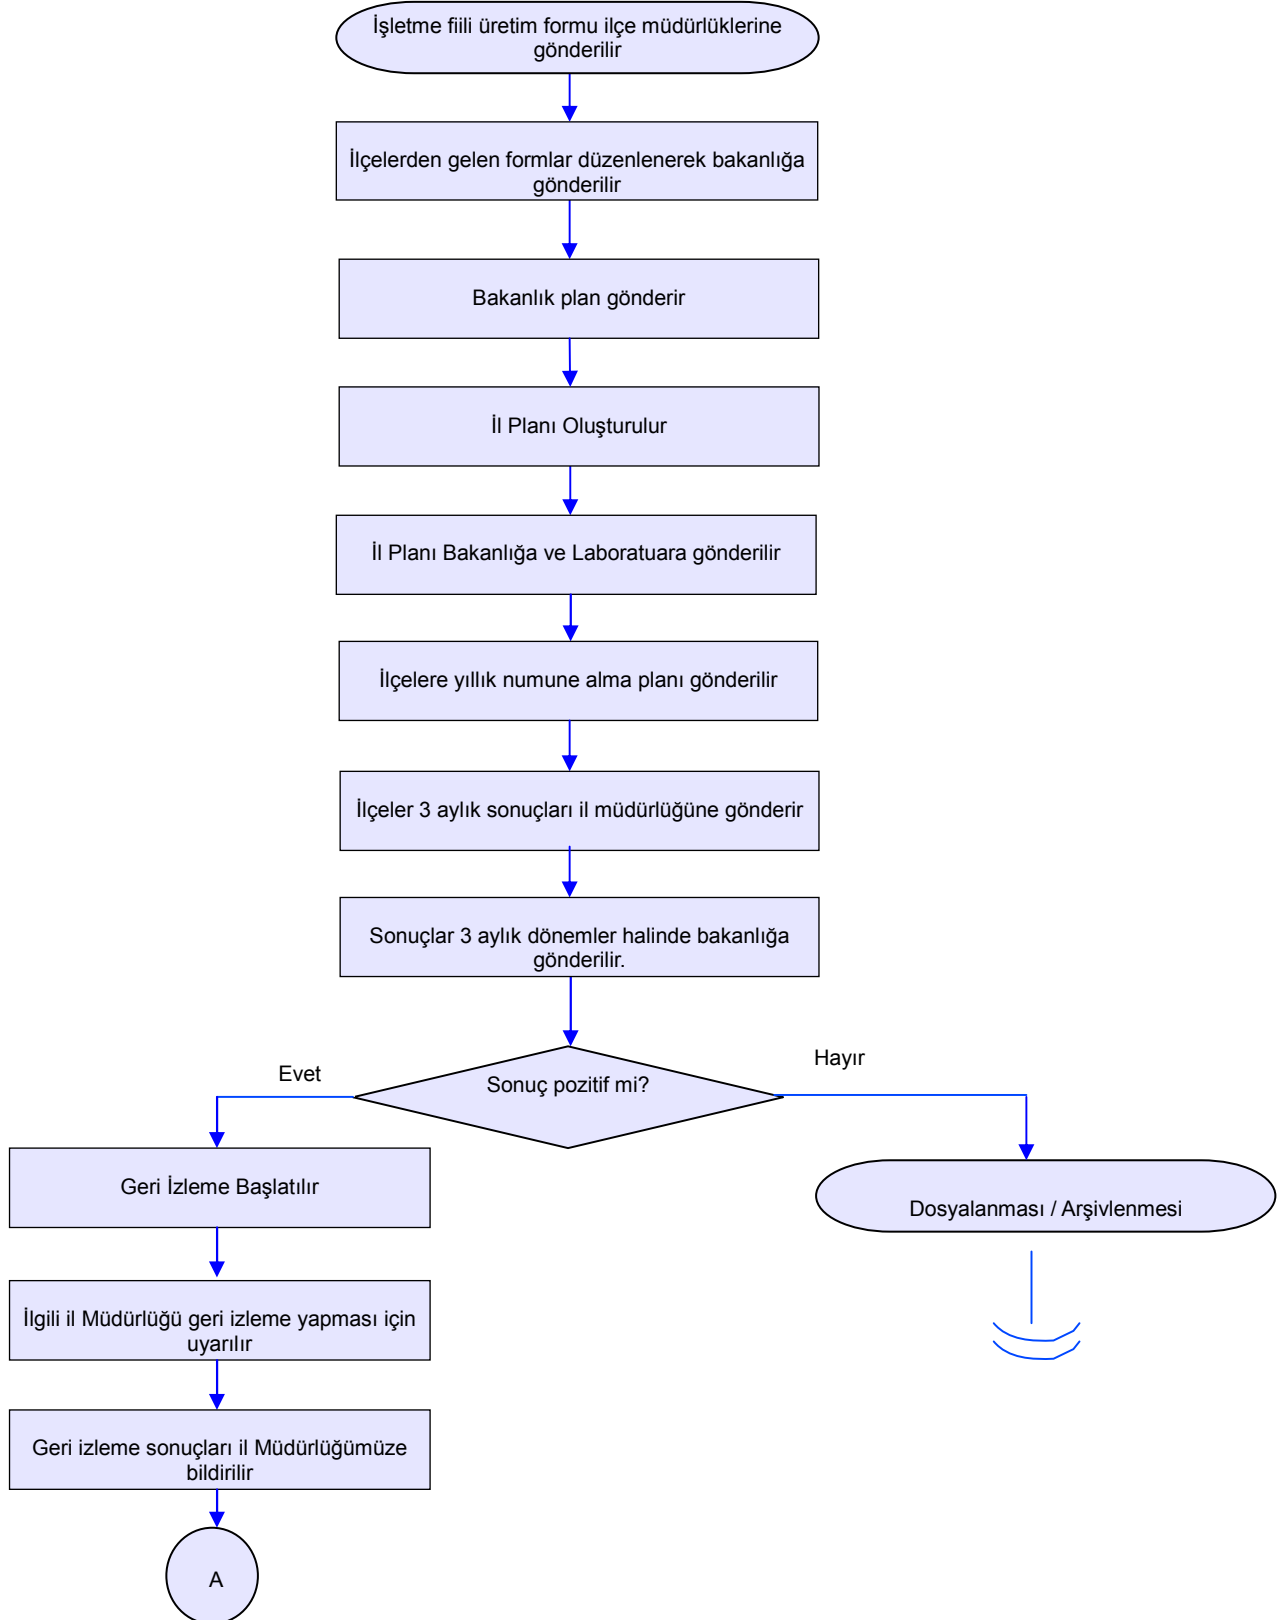 İşletme fiili üretim formu ilçe müdürlüklerine
gönderilir
İlçelerden gelen formlar düzenlenerek bakanlığa
gönderilir
Bakanlık plan gönderir
İl Planı Oluşturulur
İl Planı Bakanlığa ve Laboratuara gönderilir
İlçelere yıllık numune alma planı gönderilir
İlçeler 3 aylık sonuçları il müdürlüğüne gönderir
Sonuçlar 3 aylık dönemler halinde bakanlığa
gönderilir.
Sonuç pozitif mi?
Evet
Hayır
Geri İzleme Başlatılır
Dosyalanması / Arşivlenmesi
İlgili il Müdürlüğü geri izleme yapması için
uyarılır
Geri izleme sonuçları il Müdürlüğümüze
bildirilir
A